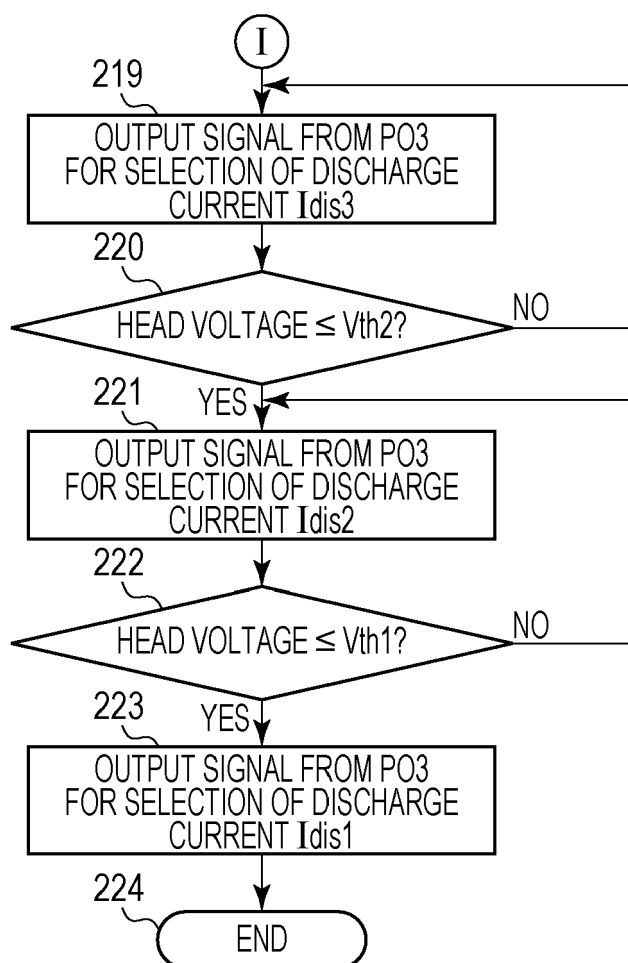 I
219
OUTPUT SIGNAL FROM PO3
FOR SELECTION OF DISCHARGE
CURRENT Idis3
220
HEAD VOLTAGE ≤ Vth2?
NO
YES
221
OUTPUT SIGNAL FROM PO3
FOR SELECTION OF DISCHARGE
CURRENT Idis2
222
HEAD VOLTAGE ≤ Vth1?
NO
YES
223
OUTPUT SIGNAL FROM PO3
FOR SELECTION OF DISCHARGE
CURRENT Idis1
224
END